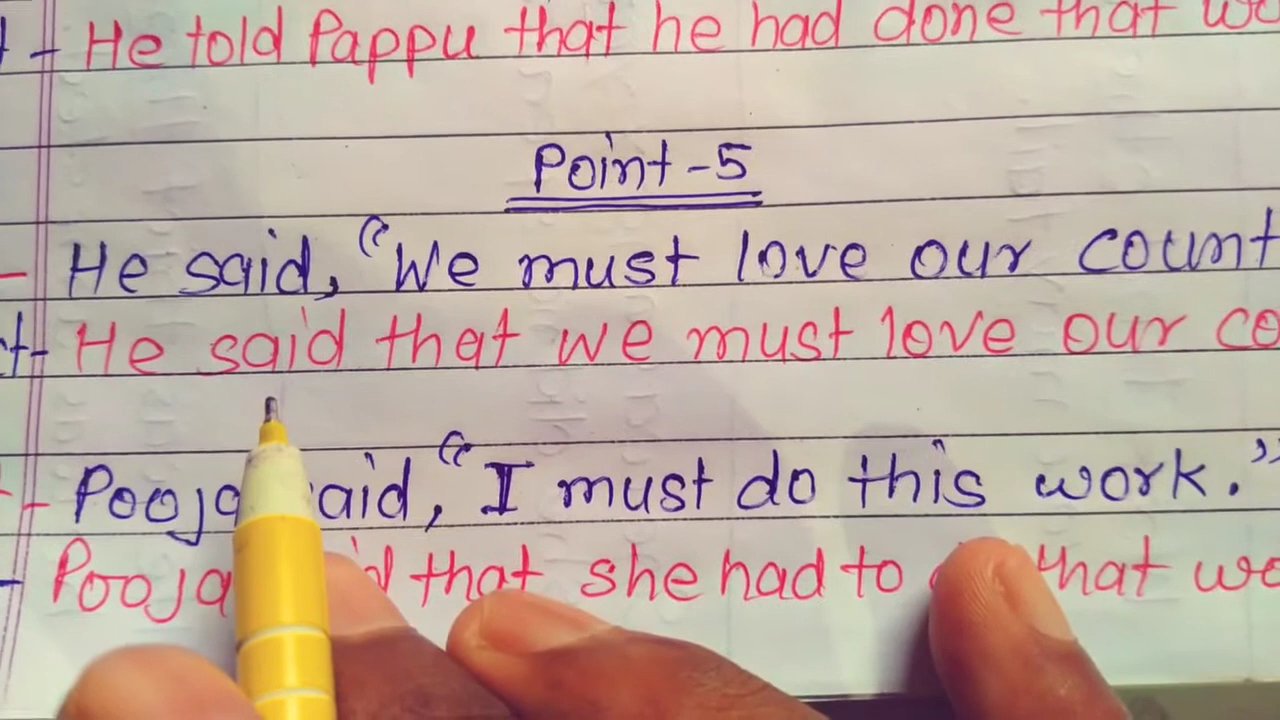 - He told Pappu that he had done that
Point-5
- He said, "We must love our
- He said that we must love our
- Pooja said, "I must do this work."
- Pooja that she had to that